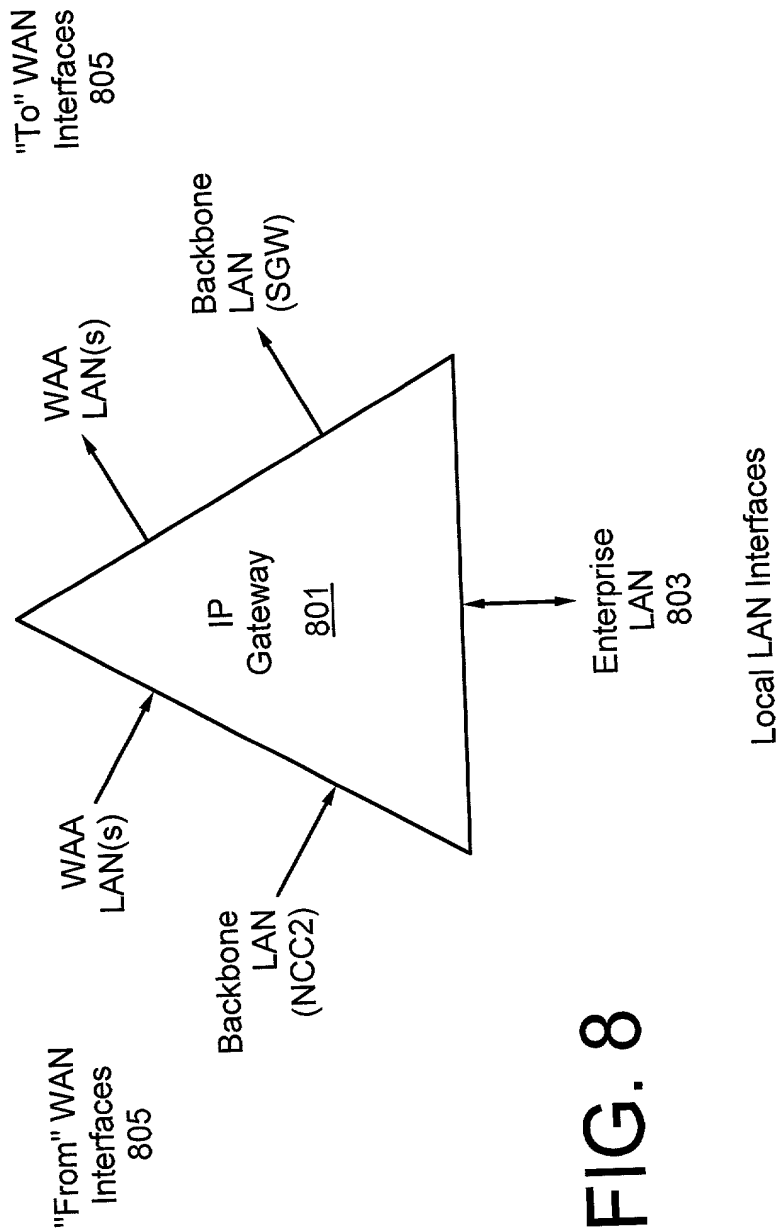 "From" WAN
Interfaces
805
"To" WAN
Interfaces
805
WAA
LAN(s)
WAA
LAN(s)
Backbone
LAN
(NCC2)
Backbone
LAN
(SGW)
IP
Gateway
801
Enterprise
LAN
803
Local LAN Interfaces
FIG. 8